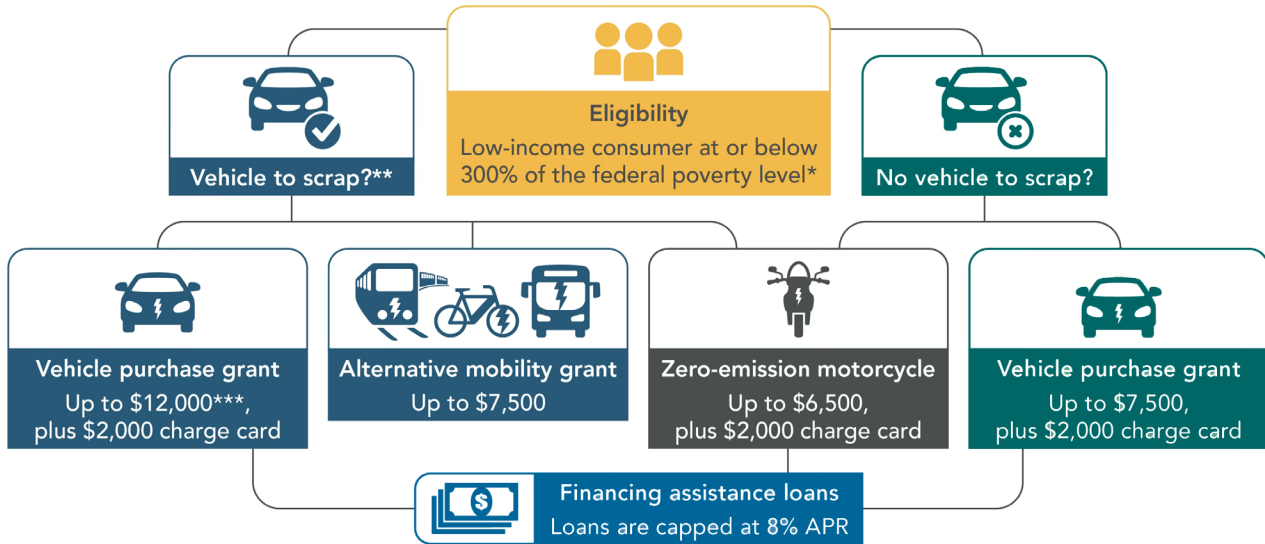 Eligibility
Low-income consumer at or below
300% of the federal poverty level*
Vehicle to scrap?**
No vehicle to scrap?
Vehicle purchase grant
Up to $12,000***,
plus $2,000 charge card
Alternative mobility grant
Up to $7,500
Zero-emission motorcycle
Up to $6,500,
plus $2,000 charge card
Vehicle purchase grant
Up to $7,500,
plus $2,000 charge card
$
Financing assistance loans
Loans are capped at 8% APR